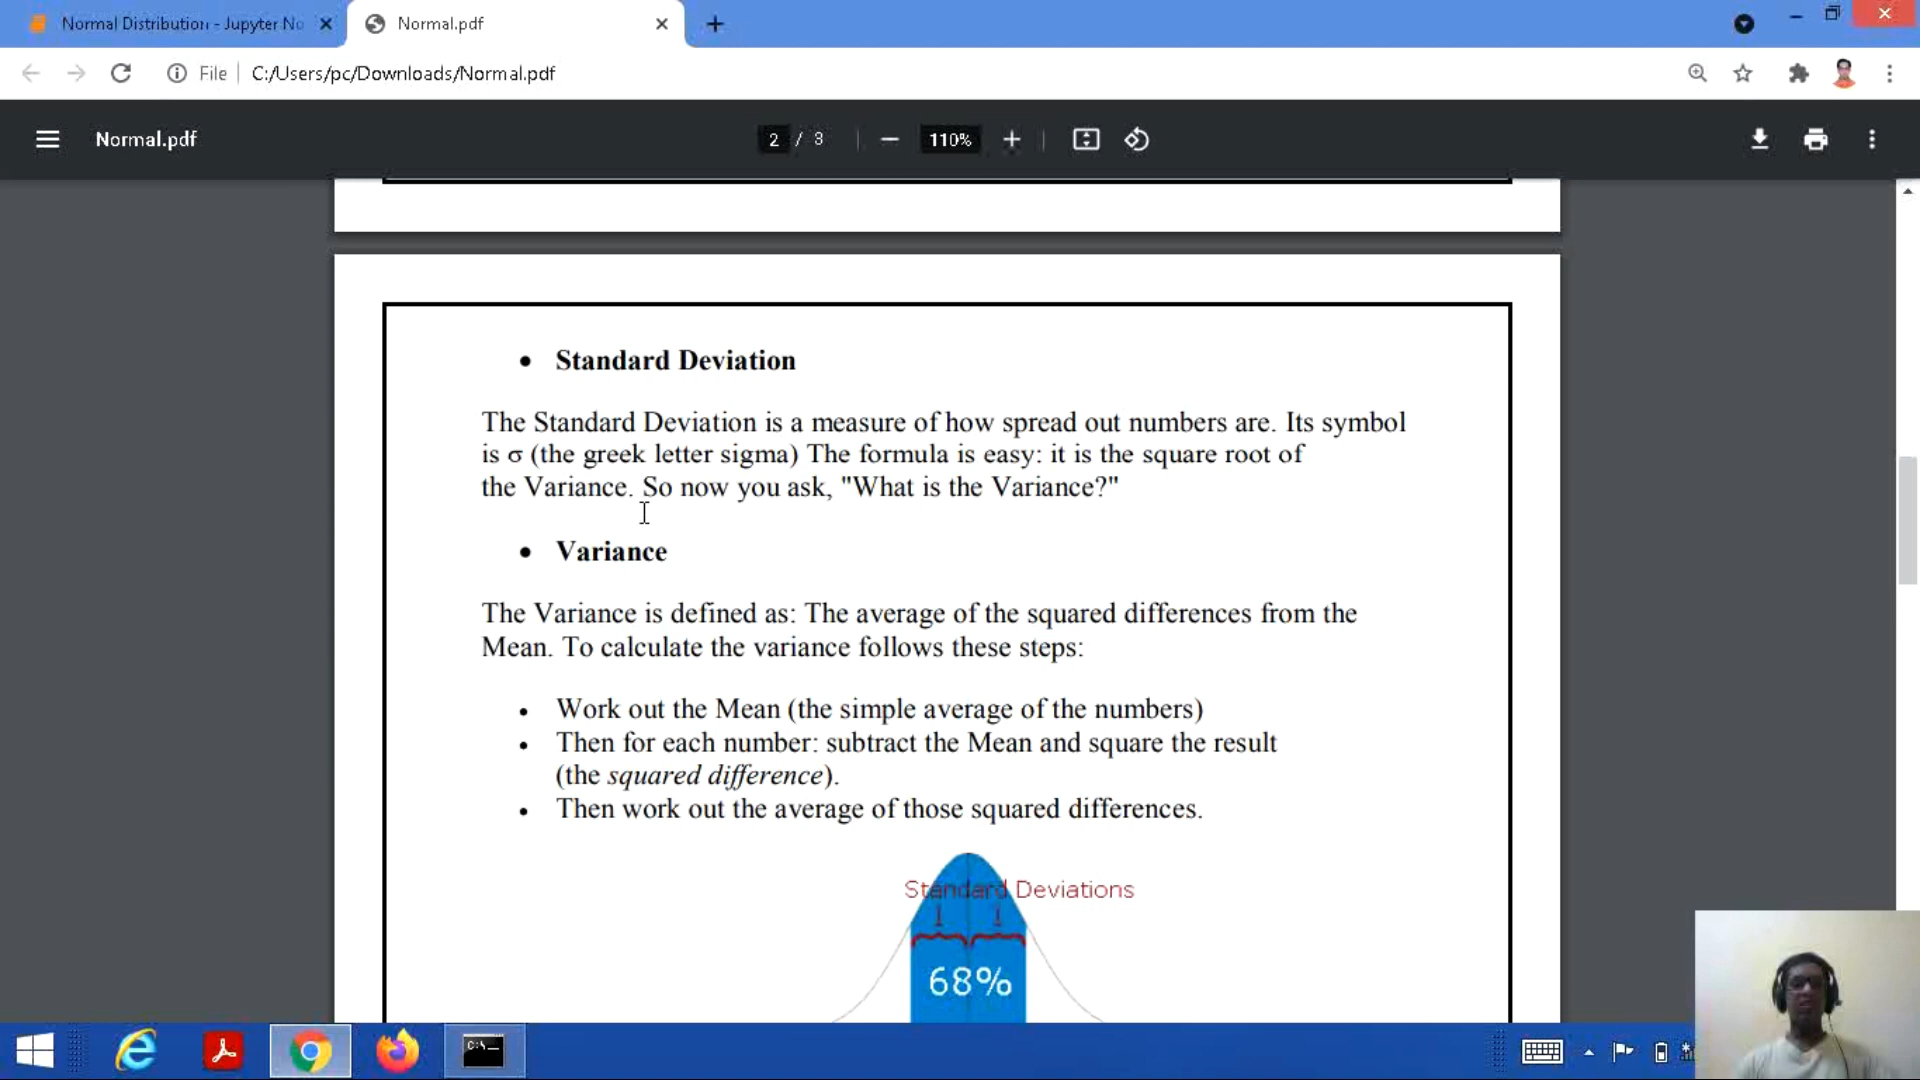 Normal Distribution - Jupyter No
Normal.pdf
File
C:/Users/pc/Downloads/Normal.pdf
Normal.pdf
2 / 3
110%
• Standard Deviation
The Standard Deviation is a measure of how spread out numbers are. Its symbol
is σ (the greek letter sigma) The formula is easy: it is the square root of
the Variance. So now you ask, "What is the Variance?"
• Variance
The Variance is defined as: The average of the squared differences from the
Mean. To calculate the variance follows these steps:
• Work out the Mean (the simple average of the numbers)
• Then for each number: subtract the Mean and square the result
(the squared difference).
• Then work out the average of those squared differences.
Standard Deviations
1 1
68%
C:\_